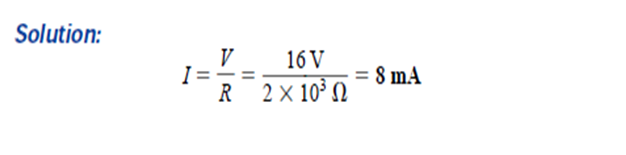 Solution:
I = V/R = 16 V / 2 × 10³ Ω = 8 mA